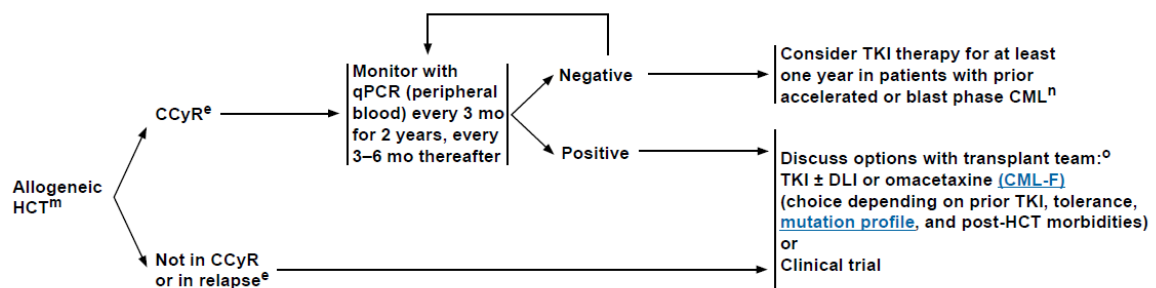 Allogeneic
HCTm
CCyRe
Not in CCyR
or in relapsee
Monitor with
qPCR (peripheral
blood) every 3 mo
for 2 years, every
3–6 mo thereafter
Negative
Positive
Consider TKI therapy for at least
one year in patients with prior
accelerated or blast phase CMLn
Discuss options with transplant team:o
TKI ± DLI or omacetaxine (CML-F)
(choice depending on prior TKI, tolerance,
mutation profile, and post-HCT morbidities)
or
Clinical trial